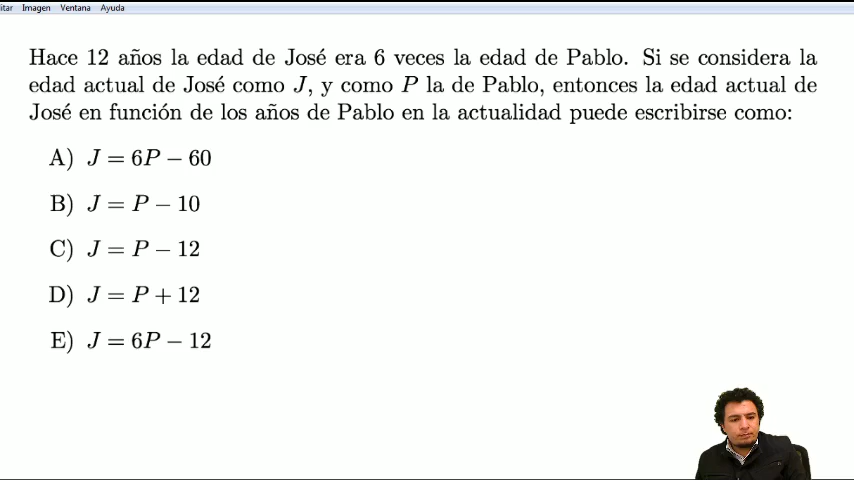 itar Imagen Ventana Ayuda
Hace 12 años la edad de José era 6 veces la edad de Pablo. Si se considera la
edad actual de José como J, y como P la de Pablo, entonces la edad actual de
José en función de los años de Pablo en la actualidad puede escribirse como:
A) J = 6P − 60
B) J = P − 10
C) J = P − 12
D) J = P + 12
E) J = 6P − 12